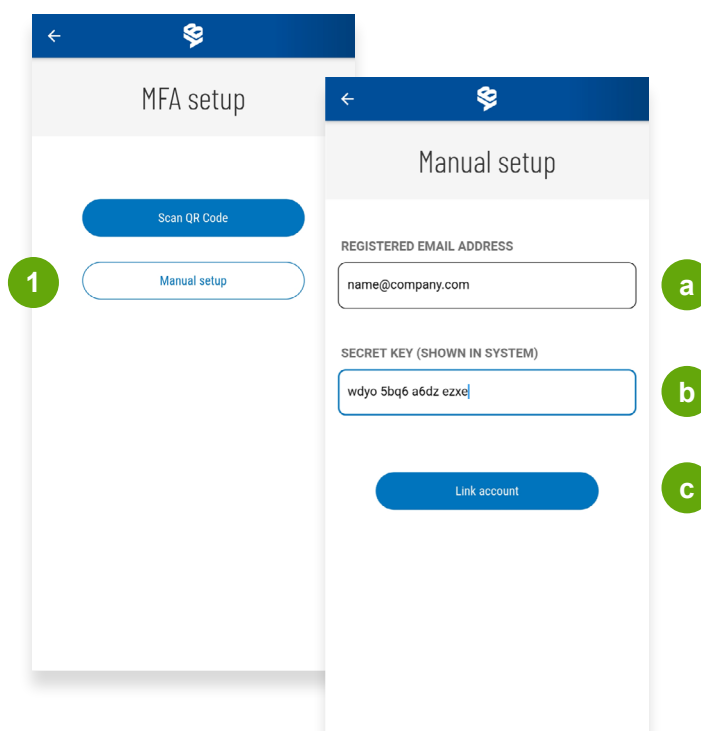 MFA setup
Scan QR Code
1
Manual setup
Manual setup
REGISTERED EMAIL ADDRESS
name@company.com
a
SECRET KEY (SHOWN IN SYSTEM)
wdyo 5bq6 a6dz ezxe
b
Link account
c